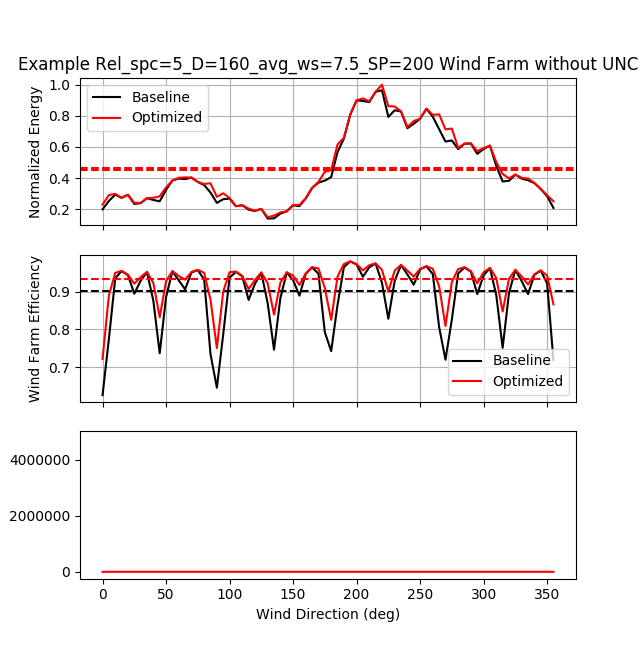 Example Rel_spc=5_D=160_avg_ws=7.5_SP=200 Wind Farm without UNC
Normalized Energy
1.0
0.8
0.6
0.4
0.2
Baseline
Optimized
Wind Farm Efficiency
0.9
0.8
0.7
Baseline
Optimized
4000000
2000000
0
0 50 100 150 200 250 300 350
Wind Direction (deg)